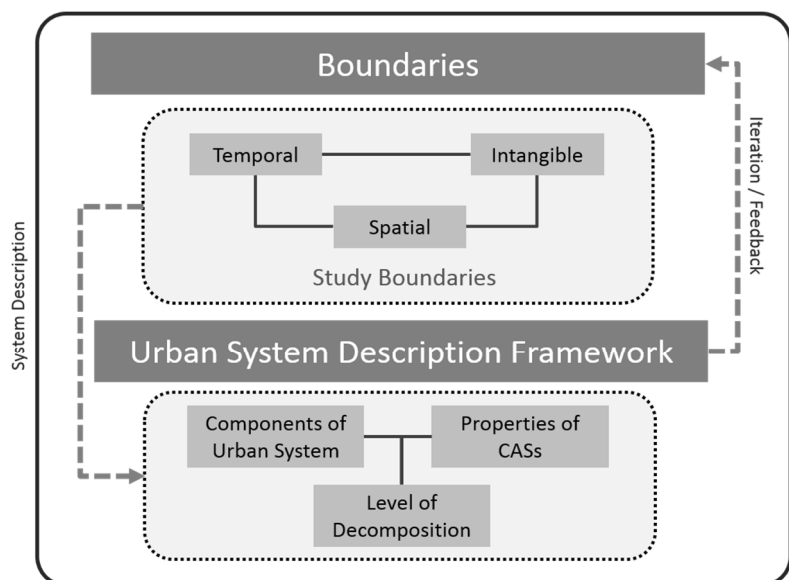 Boundaries
Temporal
Intangible
Spatial
Study Boundaries
Iteration / Feedback
System Description
Urban System Description Framework
Components of
Urban System
Properties of
CASs
Level of
Decomposition